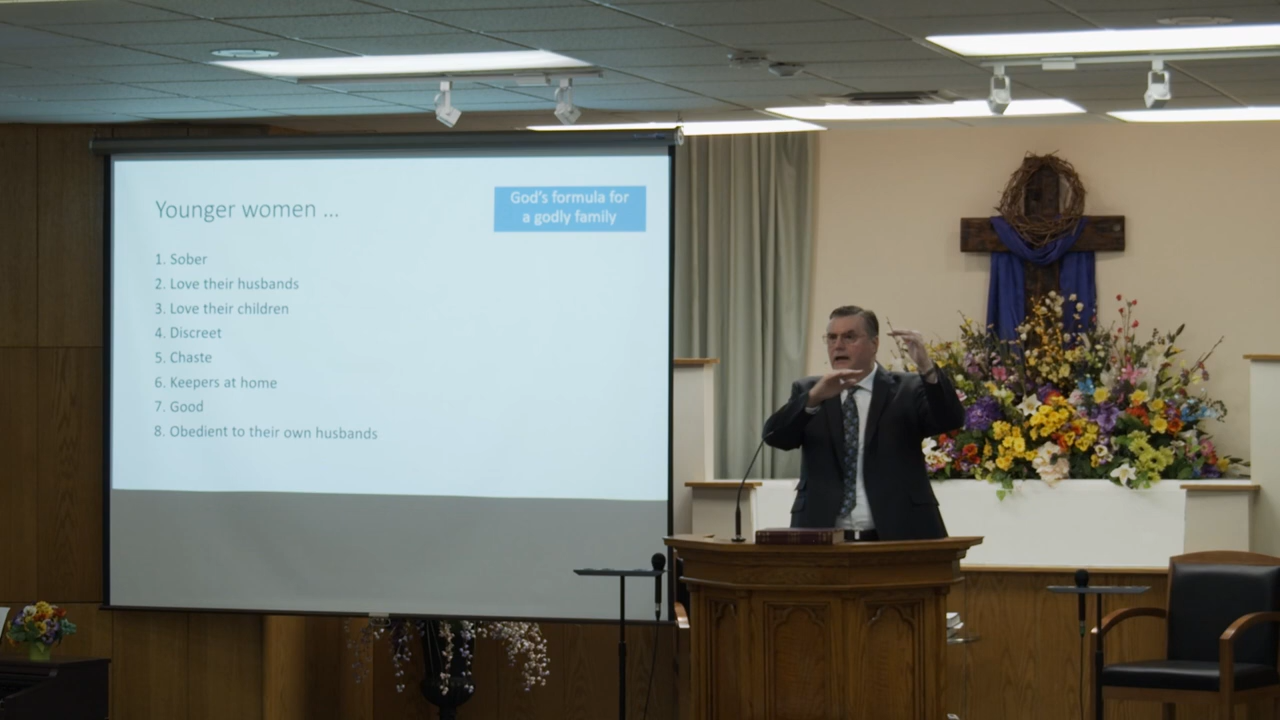 Younger women ...
God's formula for
a godly family
1. Sober
2. Love their husbands
3. Love their children
4. Discreet
5. Chaste
6. Keepers at home
7. Good
8. Obedient to their own husbands